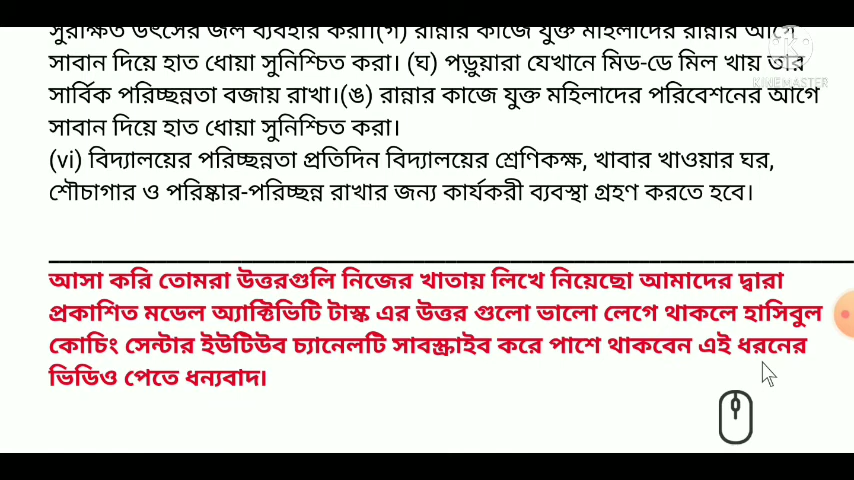 সুরক্ষিত উৎসের জল ব্যবহার করা।(গ) রান্নার কাজে যুক্ত মহিলাদের রান্নার আগে
সাবান দিয়ে হাত ধোয়া সুনিশ্চিত করা। (ঘ) পড়ুয়ারা যেখানে মিড-ডে মিল খায় তার
সার্বিক পরিচ্ছন্নতা বজায় রাখা।(ঙ) রান্নার কাজে যুক্ত মহিলাদের পরিবেশনের আগে
সাবান দিয়ে হাত ধোয়া সুনিশ্চিত করা।
(vi) বিদ্যালয়ের পরিচ্ছন্নতা প্রতিদিন বিদ্যালয়ের শ্রেণিকক্ষ, খাবার খাওয়ার ঘর,
শৌচাগার ও পরিষ্কার-পরিচ্ছন্ন রাখার জন্য কার্যকরী ব্যবস্থা গ্রহণ করতে হবে।
আসা করি তোমরা উত্তরগুলি নিজের খাতায় লিখে নিয়েছো আমাদের দ্বারা
প্রকাশিত মডেল অ্যাক্টিভিটি টাস্ক এর উত্তর গুলো ভালো লেগে থাকলে হাসিবুল
কোচিং সেন্টার ইউটিউব চ্যানেলটি সাবস্ক্রাইব করে পাশে থাকবেন এই ধরনের
ভিডিও পেতে ধন্যবাদ।
KINEMASTER